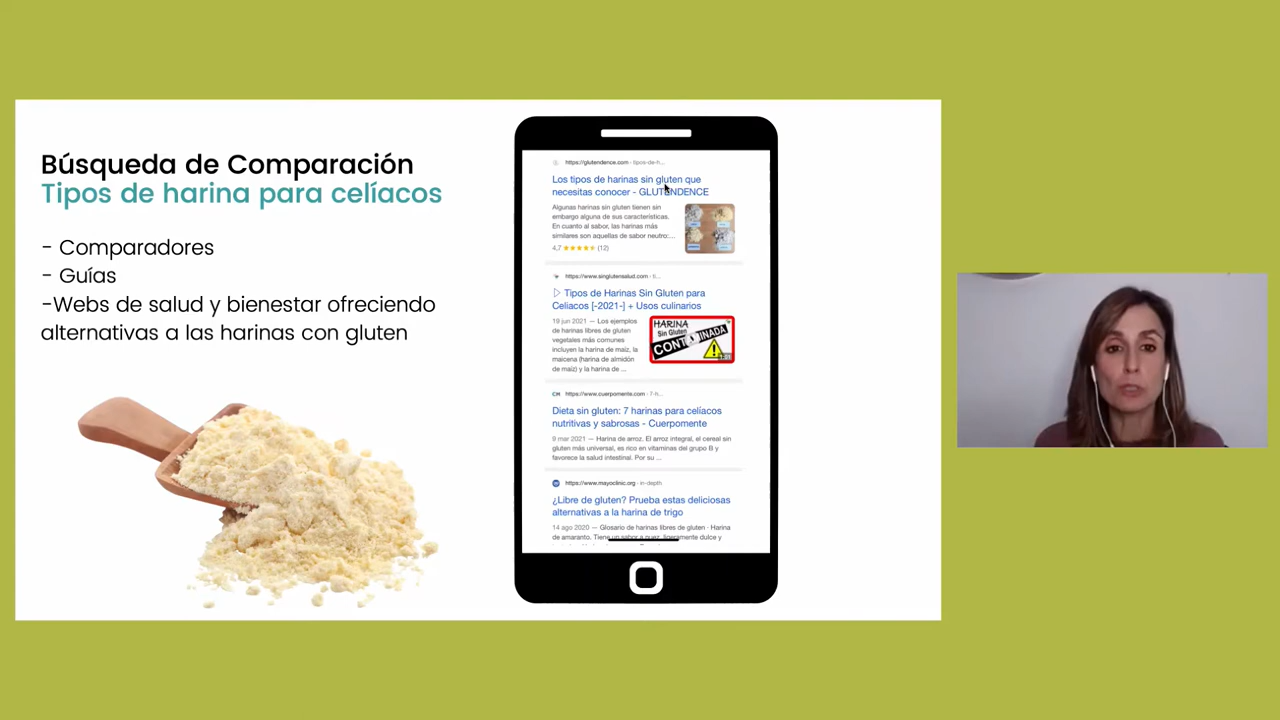 Búsqueda de Comparación
Tipos de harina para celíacos
- Comparadores
- Guías
-Webs de salud y bienestar ofreciendo
alternativas a las harinas con gluten
https://glutendence.com › tipos-de-h...
Los tipos de harinas sin gluten que
necesitas conocer - GLUTENDENCE
Algunas harinas sin gluten tienen sin
embargo alguna de sus características.
En cuanto al sabor, las harinas más
similares son aquellas de sabor neutro:...
4,7 ★★★★★ (12)
https://www.singlutensalud.com › 5...
▷ Tipos de Harinas Sin Gluten para
Celiacos [-2021-] + Usos culinarios
19 jun 2021 — Los ejemplos
de harinas libres de gluten
vegetales más comunes
incluyen la harina de maíz, la
maicena (harina de almidón
de maíz) y la harina de ...
HARINA
Sin Gluten
CONTAMINADA
CM https://www.cuerpomente.com › 7-h...
Dieta sin gluten: 7 harinas para celíacos
nutritivas y sabrosas - Cuerpomente
9 mar 2021 — Harina de arroz. El arroz integral, el cereal sin
gluten más universal, es rico en vitaminas del grupo B y
favorece la salud intestinal. Por su ...
https://www.mayoclinic.org › in-depth
¿Libre de gluten? Prueba estas deliciosas
alternativas a la harina de trigo
14 ago 2020 — Glosario de harinas libres de gluten · Harina
de amaranto. Tiene un sabor a nuez, ligeramente dulce y